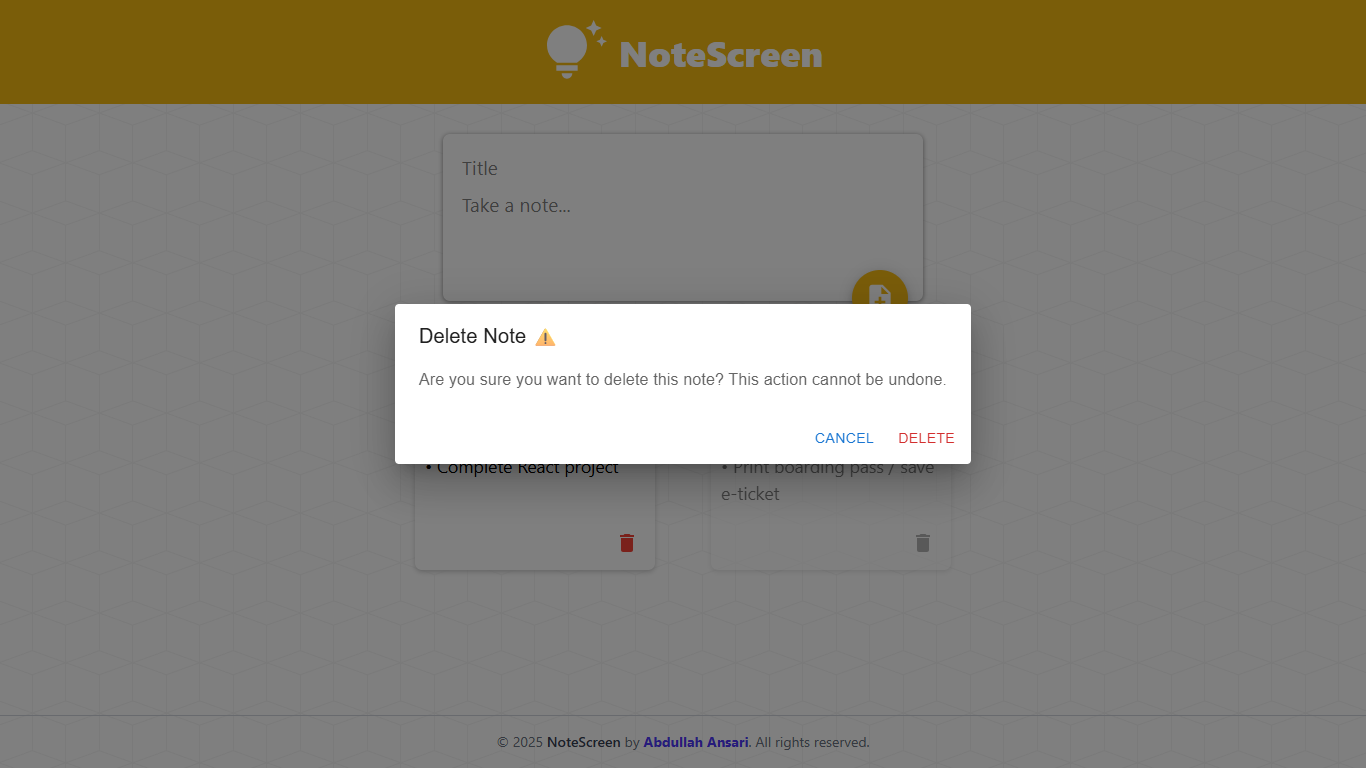 NoteScreen
Title
Take a note...
Delete Note
Are you sure you want to delete this note? This action cannot be undone.
CANCEL DELETE
• Complete React project
• Print boarding pass / save
e-ticket
© 2025 NoteScreen by Abdullah Ansari. All rights reserved.